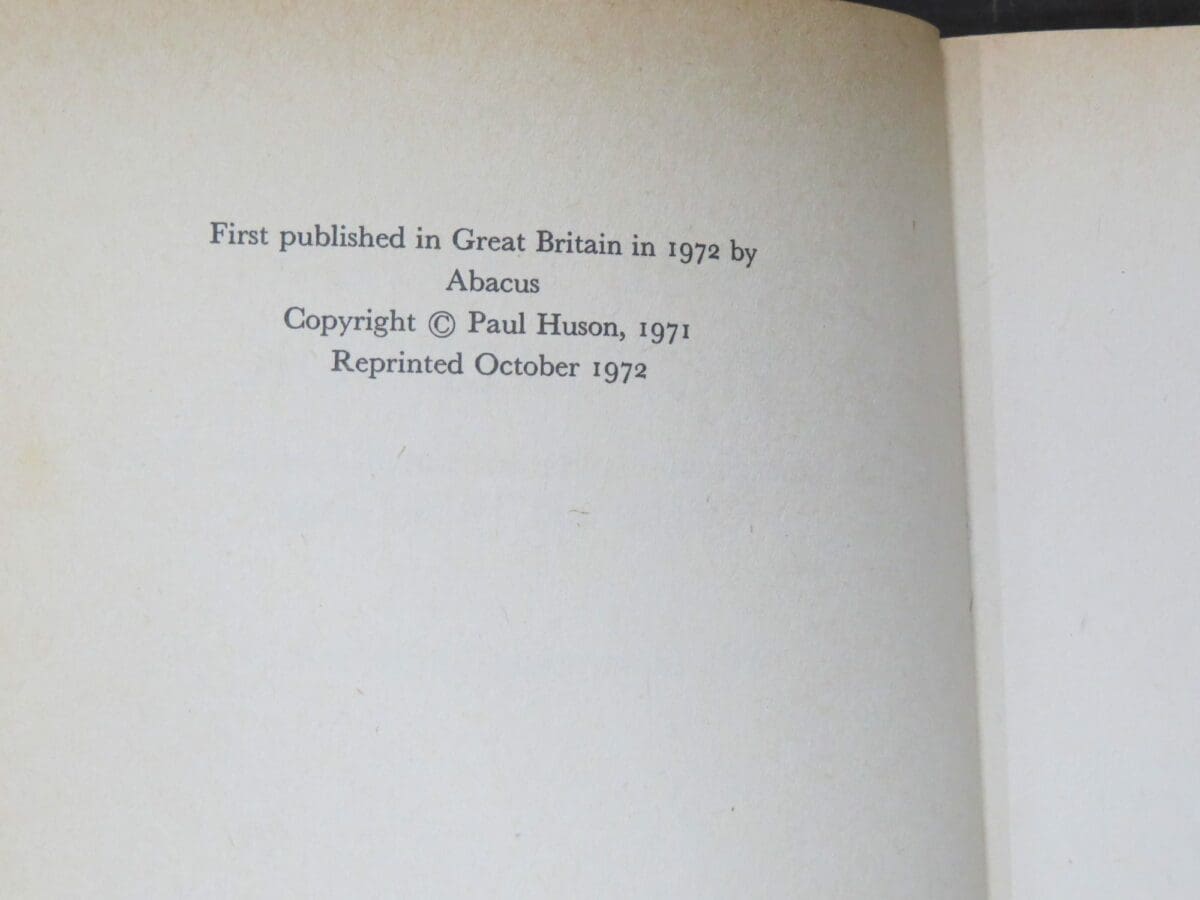 First published in Great Britain in 1972 by
Abacus
Copyright © Paul Huson, 1971
Reprinted October 1972